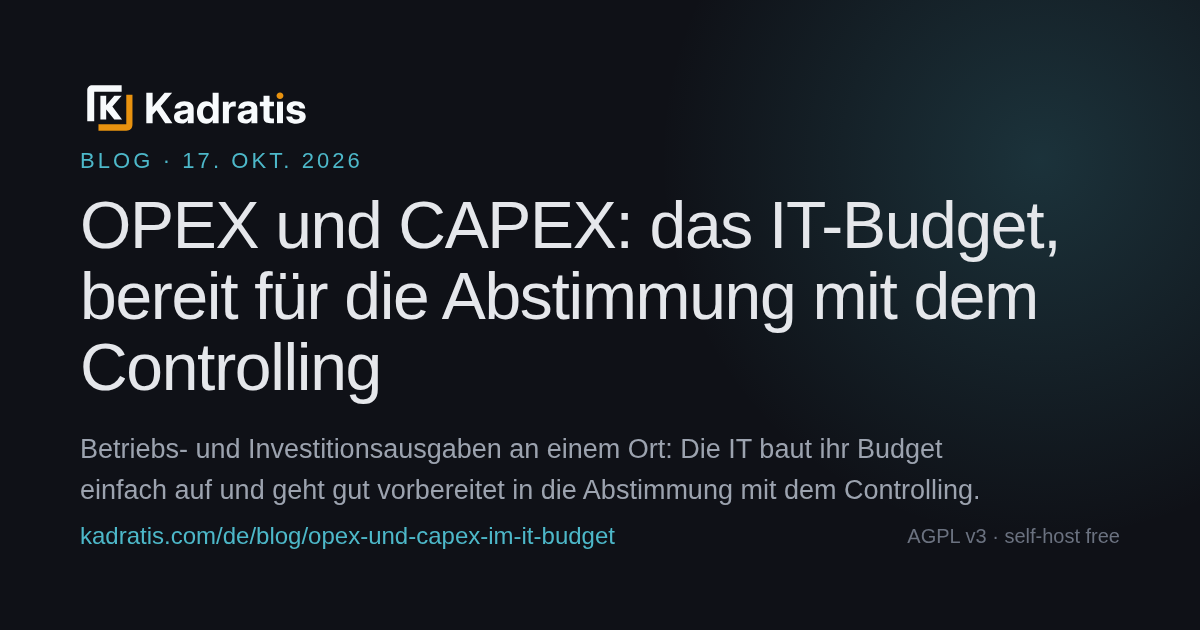 Kadratis
BLOG · 17. OKT. 2026
OPEX und CAPEX: das IT-Budget,
bereit für die Abstimmung mit dem
Controlling
Betriebs- und Investitionsausgaben an einem Ort: Die IT baut ihr Budget
einfach auf und geht gut vorbereitet in die Abstimmung mit dem Controlling.
kadratis.com/de/blog/opex-und-capex-im-it-budget
AGPL v3 · self-host free